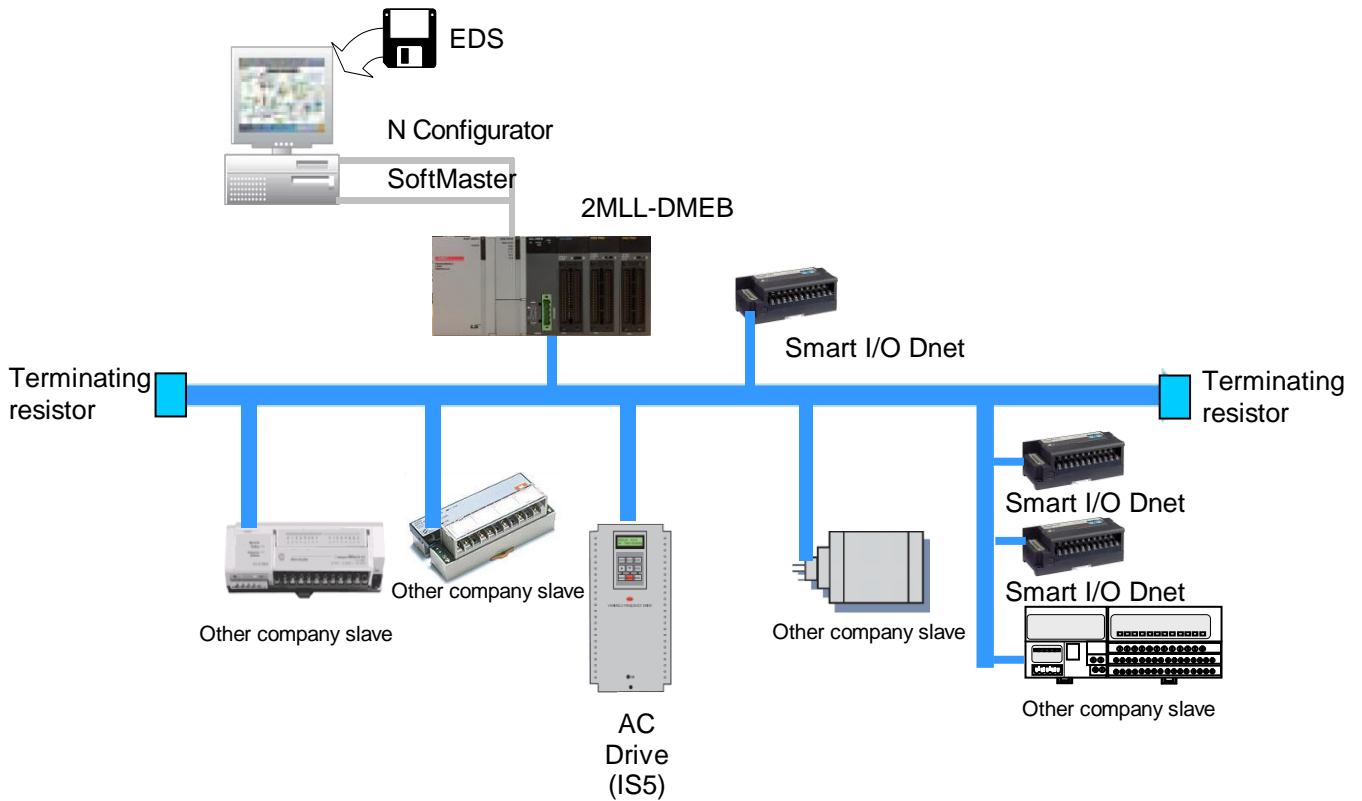 EDS
N Configurator
SoftMaster
2MLL-DMEB
Smart I/O Dnet
Terminating
resistor
Terminating
resistor
Smart I/O Dnet
Smart I/O Dnet
Other company slave
Other company slave
Other company slave
Other company slave
AC
Drive
(IS5)